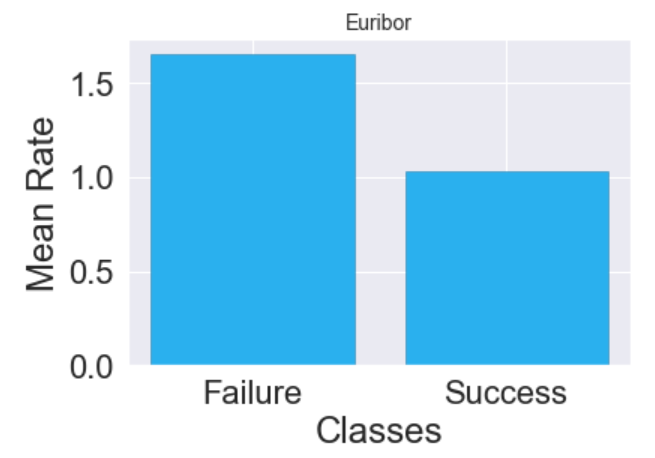 Euribor
Mean Rate
1.5
1.0
0.5
0.0
Failure Success
Classes